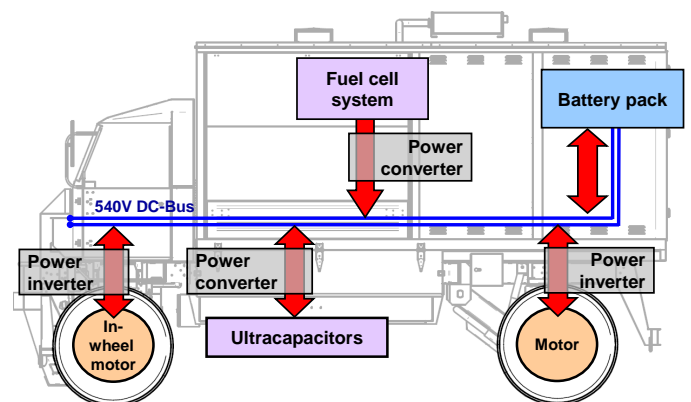 Fuel cell
system
Battery pack
Power
converter
540V DC-Bus
Power
inverter
Power
converter
Power
inverter
In-
wheel
motor
Ultracapacitors
Motor